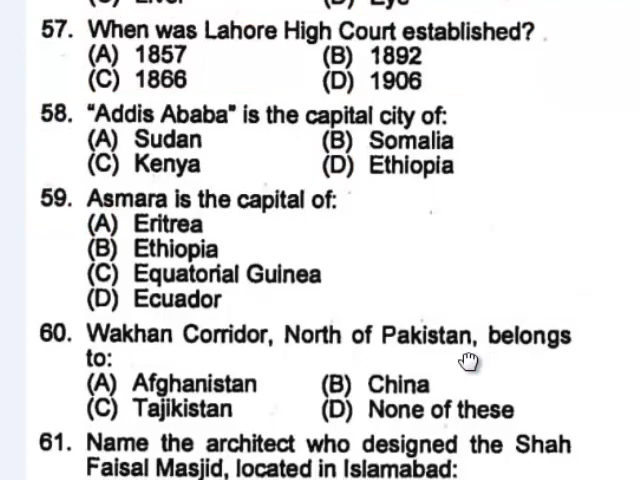 (C) Liver (D) Eye
57. When was Lahore High Court established?
(A) 1857 (B) 1892
(C) 1866 (D) 1906
58. "Addis Ababa" is the capital city of:
(A) Sudan (B) Somalia
(C) Kenya (D) Ethiopia
59. Asmara is the capital of:
(A) Eritrea
(B) Ethiopia
(C) Equatorial Guinea
(D) Ecuador
60. Wakhan Corridor, North of Pakistan, belongs
to:
(A) Afghanistan (B) China
(C) Tajikistan (D) None of these
61. Name the architect who designed the Shah
Faisal Masjid, located in Islamabad: